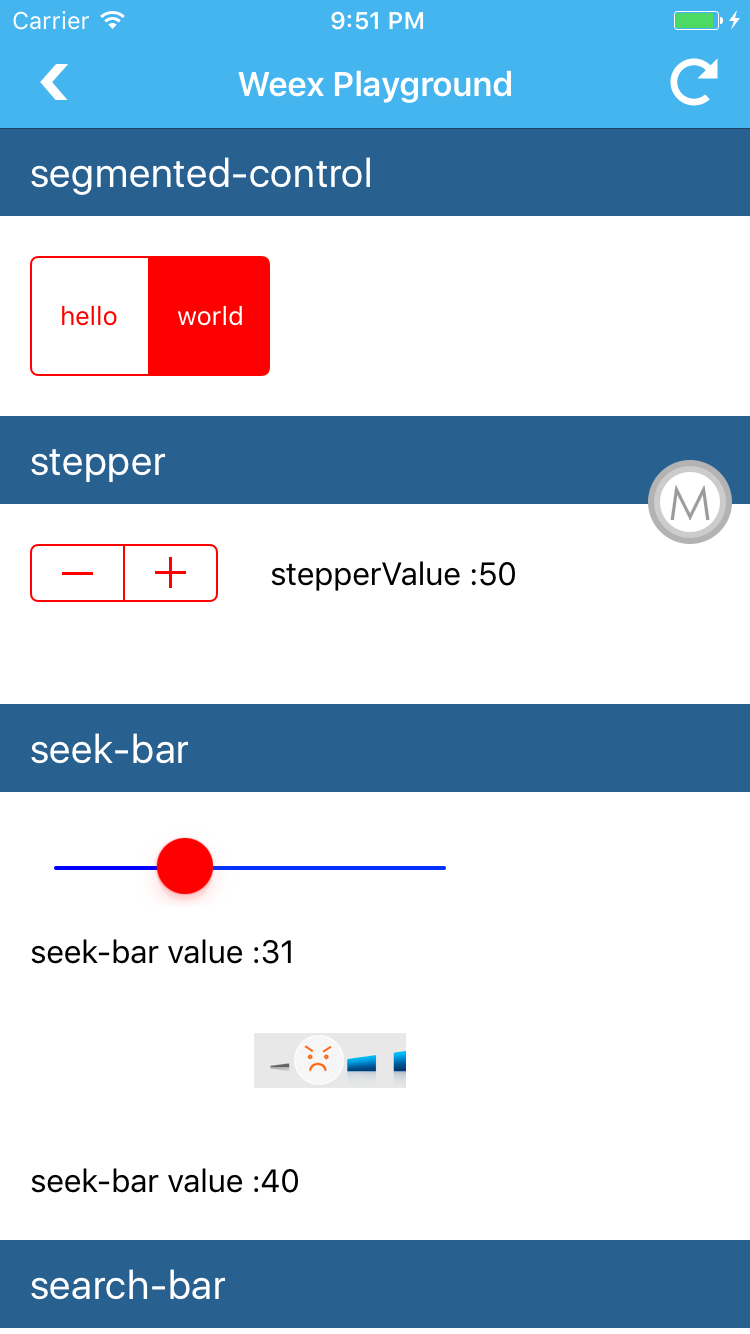 Carrier 9:51 PM
Weex Playground
segmented-control
hello world
stepper
M
stepperValue :50
seek-bar
seek-bar value :31
seek-bar value :40
search-bar